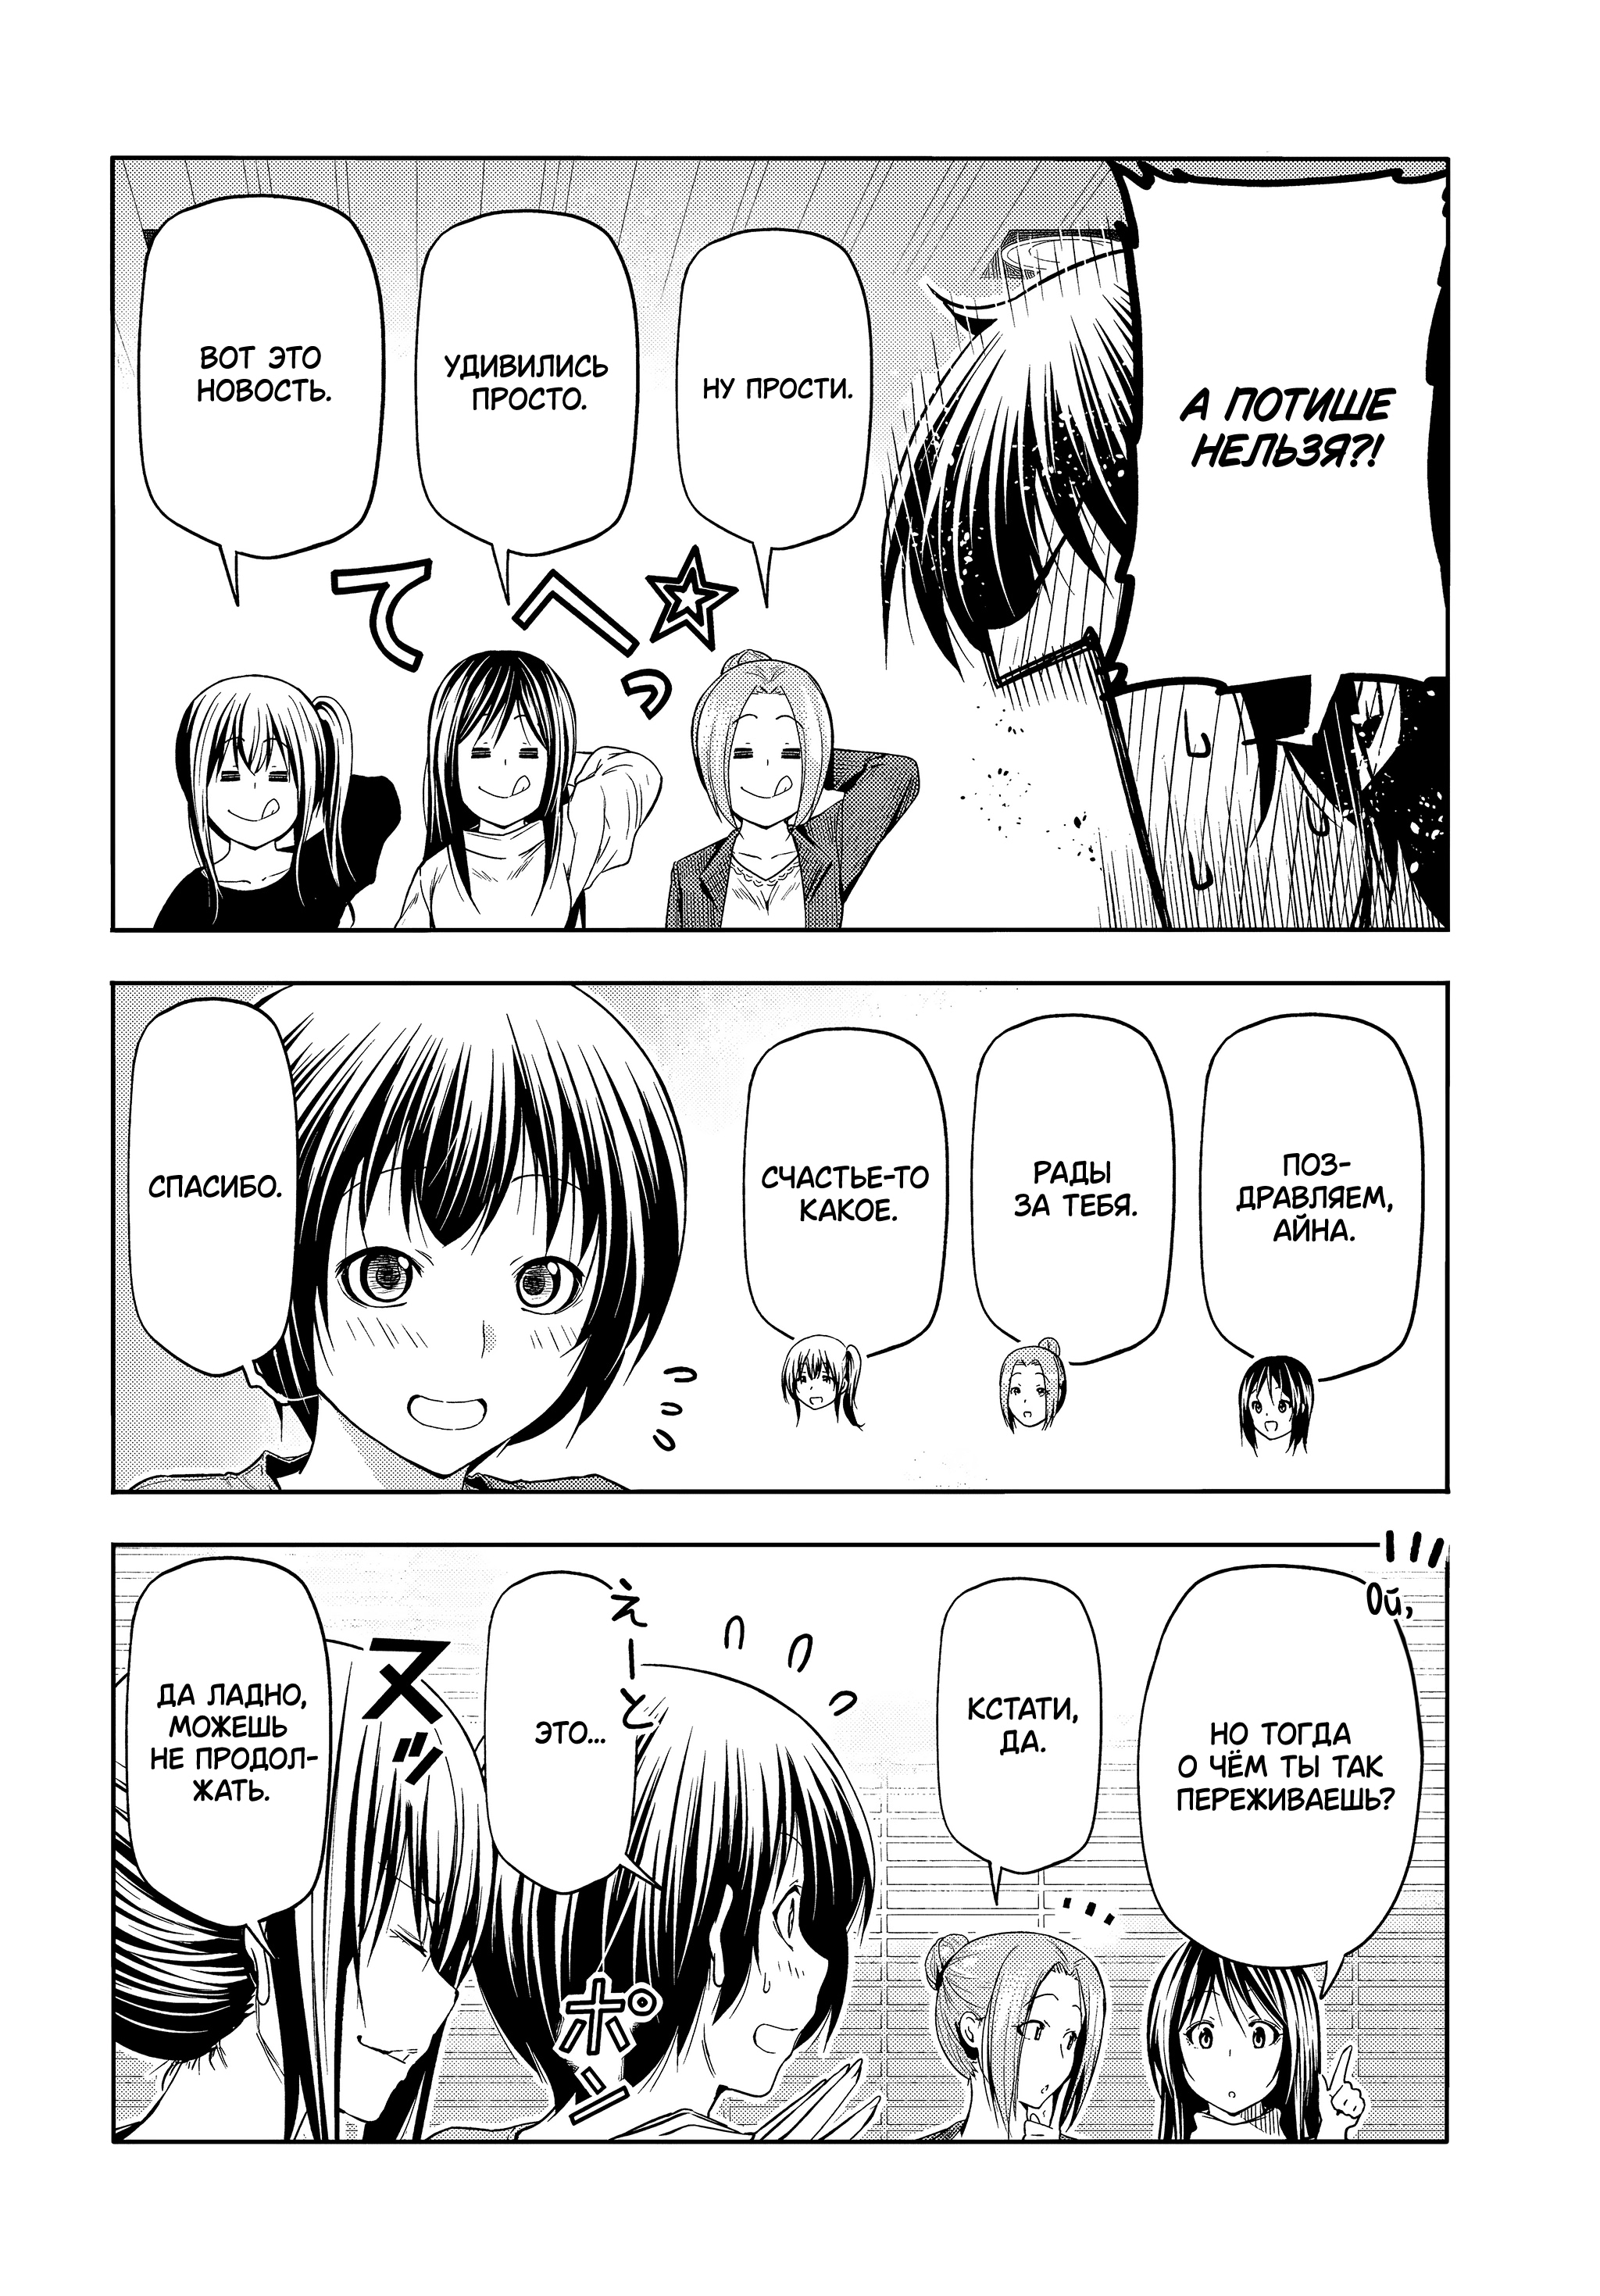 А ПОТИШЕ
НЕЛЬЗЯ?!
НУ ПРОСТИ.
УДИВИЛИСЬ
ПРОСТО.
ВОТ ЭТО
НОВОСТЬ.
てへっ☆
ПОЗ-
ДРАВЛЯЕМ,
АЙНА.
РАДЫ
ЗА ТЕБЯ.
СЧАСТЬЕ-ТО
КАКОЕ.
СПАСИБО.
Ой,
НО ТОГДА
О ЧЁМ ТЫ ТАК
ПЕРЕЖИВАЕШЬ?
КСТАТИ,
ДА.
えーと
ЭТО...
ポン
ヌッ
ДА ЛАДНО,
МОЖЕШЬ
НЕ ПРОДОЛ-
ЖАТЬ.